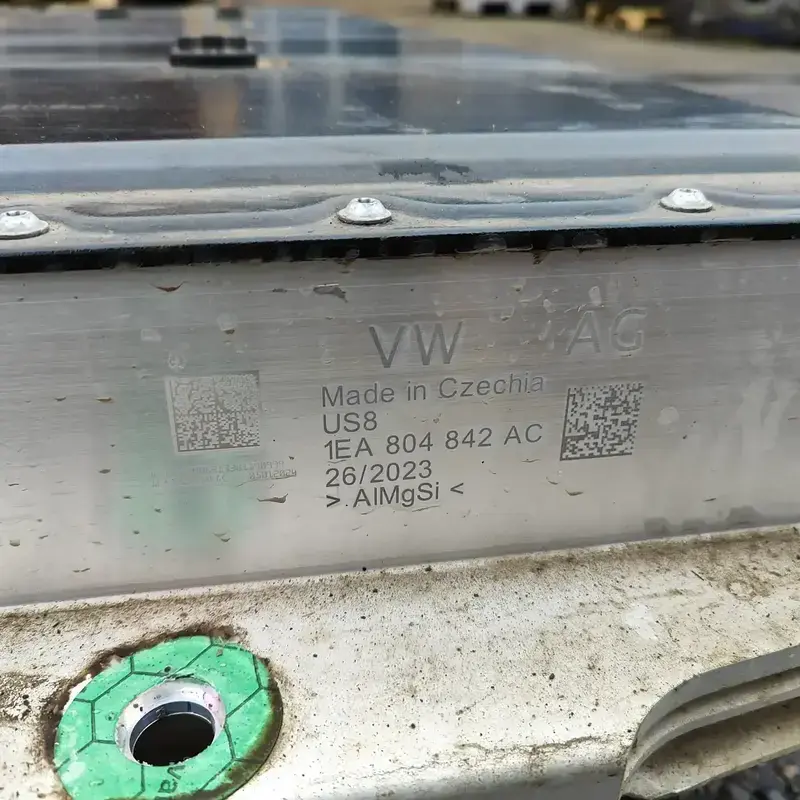 VW AG
Made in Czechia
US8
1EA 804 842 AC
26/2023
> AlMgSi <